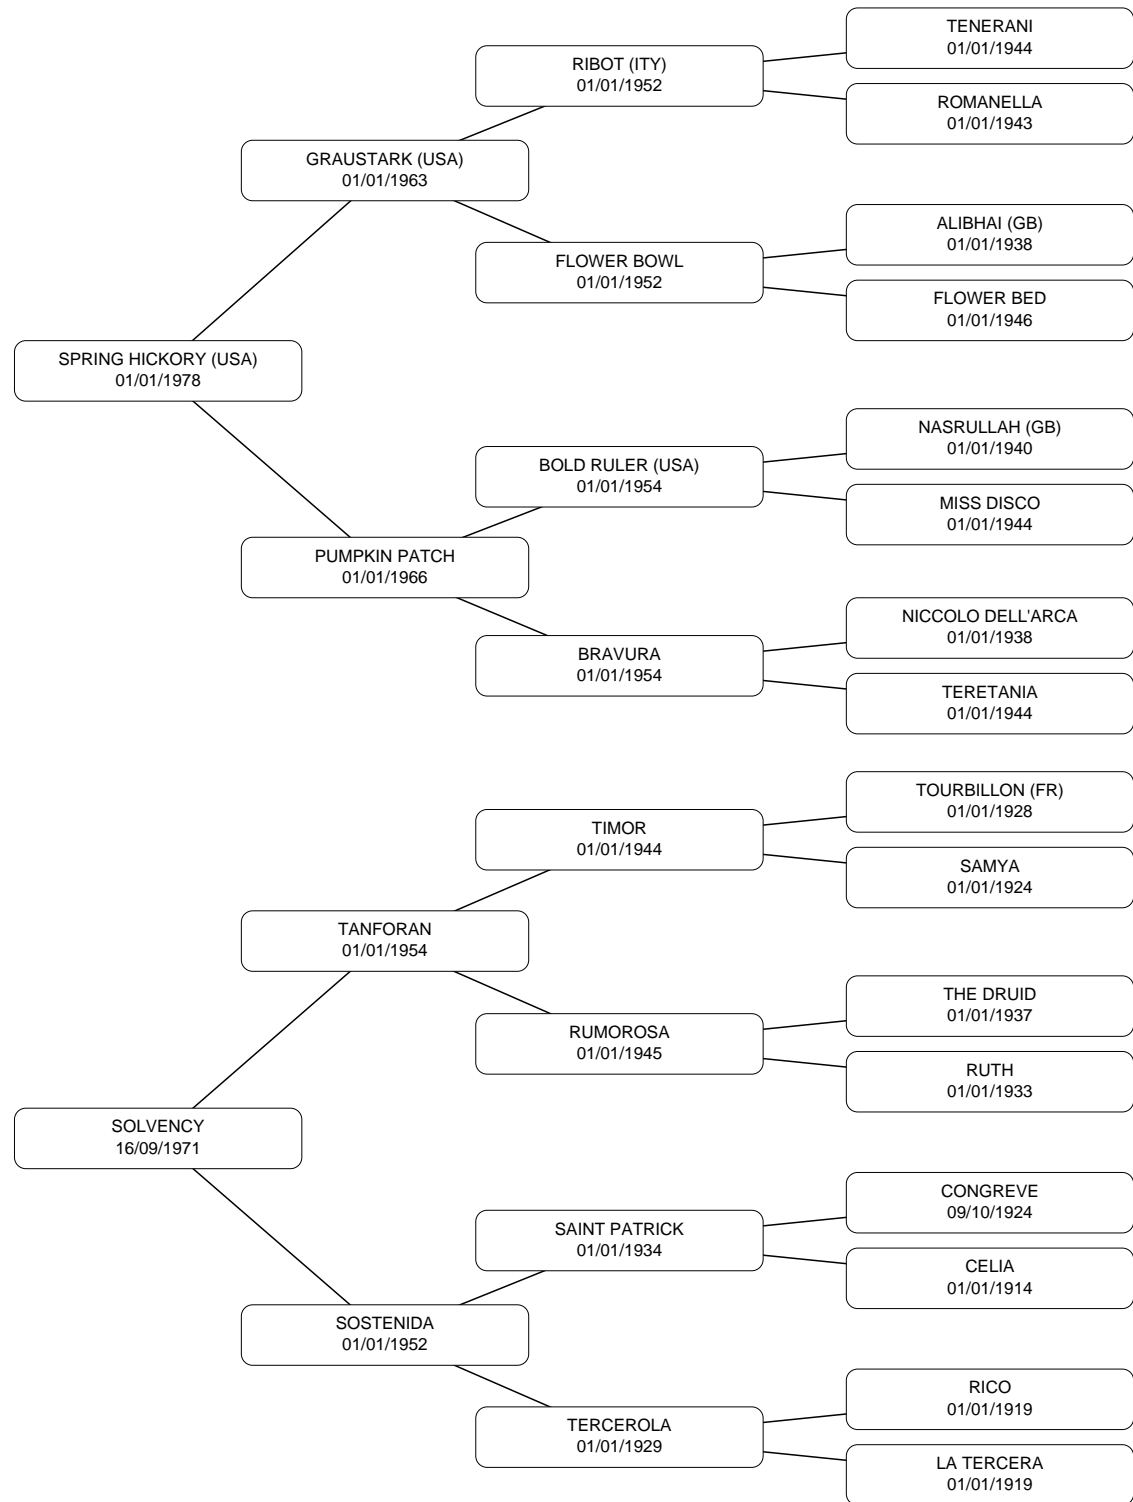 TENERANI
01/01/1944
RIBOT (ITY)
01/01/1952
ROMANELLA
01/01/1943
GRAUSTARK (USA)
01/01/1963
ALIBHAI (GB)
01/01/1938
FLOWER BOWL
01/01/1952
FLOWER BED
01/01/1946
SPRING HICKORY (USA)
01/01/1978
NASRULLAH (GB)
01/01/1940
BOLD RULER (USA)
01/01/1954
MISS DISCO
01/01/1944
PUMPKIN PATCH
01/01/1966
NICCOLO DELL'ARCA
01/01/1938
BRAVURA
01/01/1954
TERETANIA
01/01/1944
TOURBILLON (FR)
01/01/1928
TIMOR
01/01/1944
SAMYA
01/01/1924
TANFORAN
01/01/1954
THE DRUID
01/01/1937
RUMOROSA
01/01/1945
RUTH
01/01/1933
SOLVENCY
16/09/1971
CONGREVE
09/10/1924
SAINT PATRICK
01/01/1934
CELIA
01/01/1914
SOSTENIDA
01/01/1952
RICO
01/01/1919
TERCEROLA
01/01/1929
LA TERCERA
01/01/1919